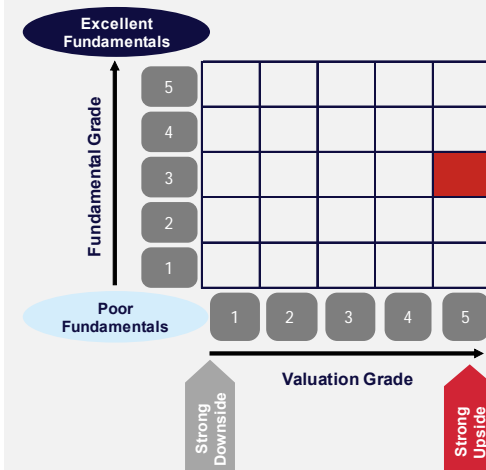 Excellent
Fundamentals
Fundamental Grade
5
4
3
2
1
Poor
Fundamentals
1 2 3 4 5
Valuation Grade
Strong
Downside
Strong
Upside